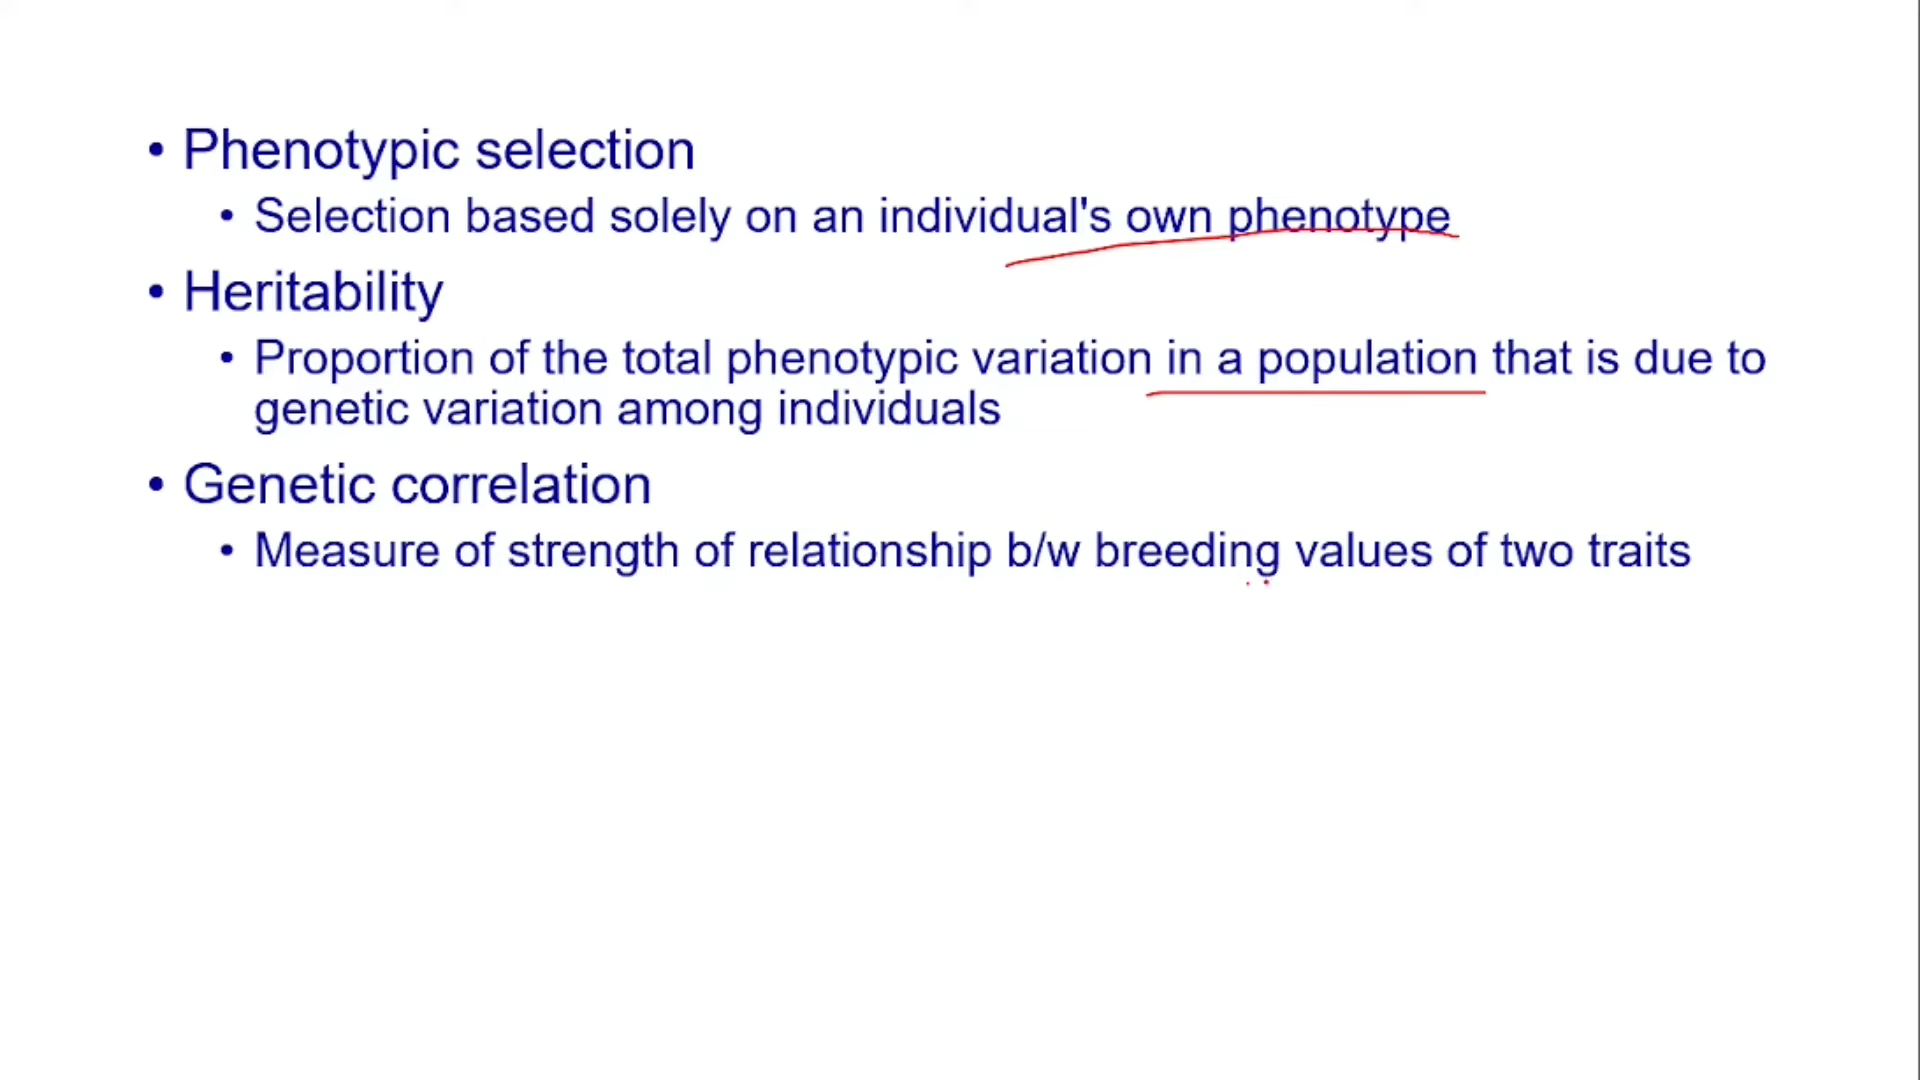 • Phenotypic selection
• Selection based solely on an individual's own phenotype
• Heritability
• Proportion of the total phenotypic variation in a population that is due to
genetic variation among individuals
• Genetic correlation
• Measure of strength of relationship b/w breeding values of two traits